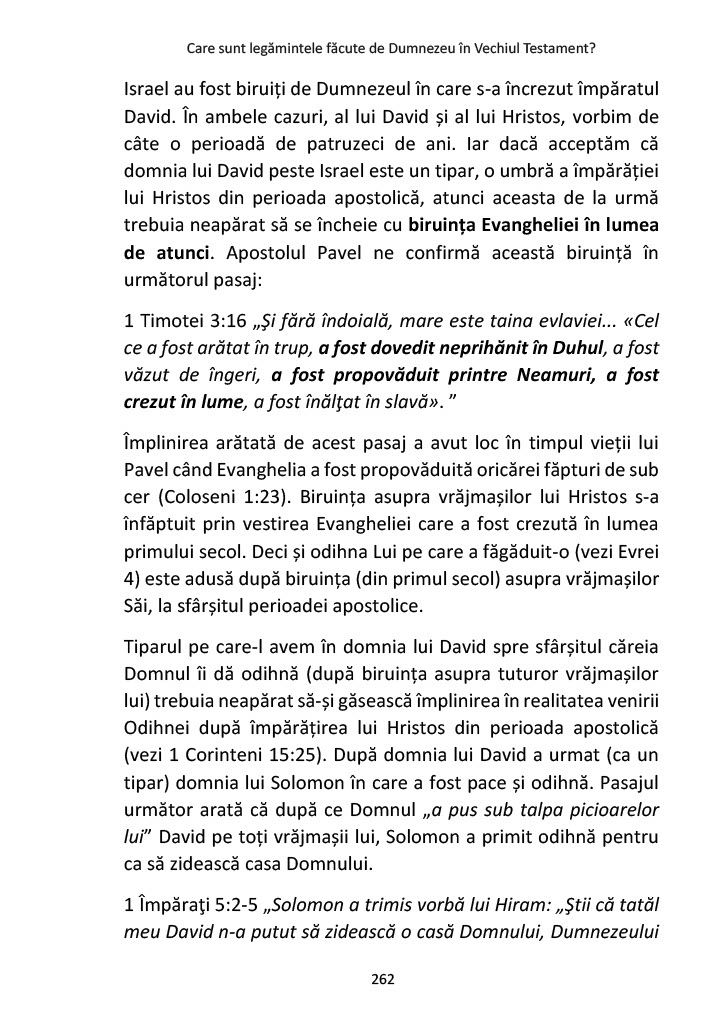 Care sunt legămintele făcute de Dumnezeu în Vechiul Testament?
Israel au fost biruiți de Dumnezeul în care s-a încrezut împăratul
David. În ambele cazuri, al lui David și al lui Hristos, vorbim de
câte o perioadă de patruzeci de ani. Iar dacă acceptăm că
domnia lui David peste Israel este un tipar, o umbră a împărăției
lui Hristos din perioada apostolică, atunci aceasta de la urmă
trebuia neapărat să se încheie cu biruința Evangheliei în lumea
de atunci. Apostolul Pavel ne confirmă această biruință în
următorul pasaj:
1 Timotei 3:16 „Şi fără îndoială, mare este taina evlaviei... «Cel
ce a fost arătat în trup, a fost dovedit neprihănit în Duhul, a fost
văzut de îngeri, a fost propovăduit printre Neamuri, a fost
crezut în lume, a fost înălţat în slavă». ”
Împlinirea arătată de acest pasaj a avut loc în timpul vieții lui
Pavel când Evanghelia a fost propovăduită oricărei făpturi de sub
cer (Coloseni 1:23). Biruința asupra vrăjmașilor lui Hristos s-a
înfăptuit prin vestirea Evangheliei care a fost crezută în lumea
primului secol. Deci și odihna Lui pe care a făgăduit-o (vezi Evrei
4) este adusă după biruința (din primul secol) asupra vrăjmașilor
Săi, la sfârșitul perioadei apostolice.
Tiparul pe care-l avem în domnia lui David spre sfârșitul căreia
Domnul îi dă odihnă (după biruința asupra tuturor vrăjmașilor
lui) trebuia neapărat să-și găsească împlinirea în realitatea venirii
Odihnei după împărățirea lui Hristos din perioada apostolică
(vezi 1 Corinteni 15:25). După domnia lui David a urmat (ca un
tipar) domnia lui Solomon în care a fost pace și odihnă. Pasajul
următor arată că după ce Domnul „a pus sub talpa picioarelor
lui” David pe toți vrăjmașii lui, Solomon a primit odihnă pentru
ca să zidească casa Domnului.
1 Împăraţi 5:2-5 „Solomon a trimis vorbă lui Hiram: „Ştii că tatăl
meu David n-a putut să zidească o casă Domnului, Dumnezeului
262